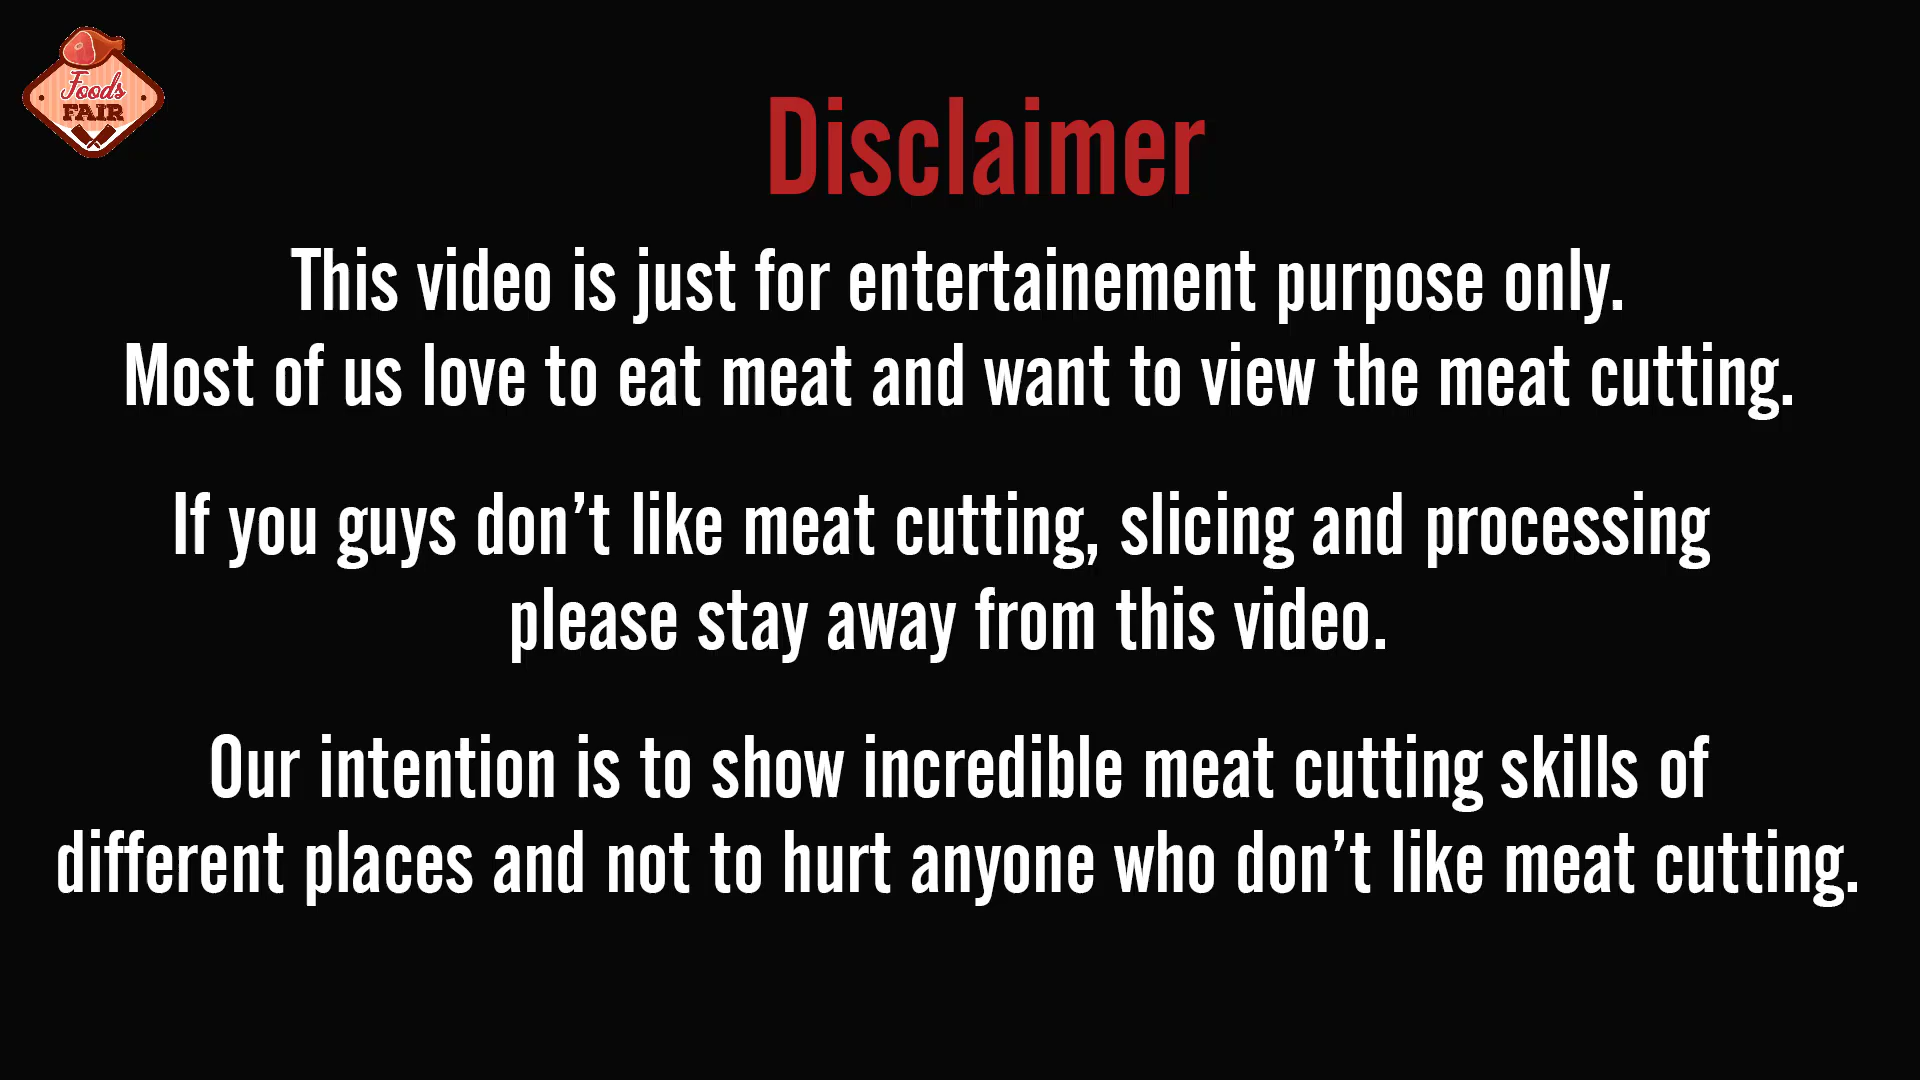 Foods
FAIR
Disclaimer
This video is just for entertainement purpose only.
Most of us love to eat meat and want to view the meat cutting.
If you guys don’t like meat cutting, slicing and processing
please stay away from this video.
Our intention is to show incredible meat cutting skills of
different places and not to hurt anyone who don’t like meat cutting.